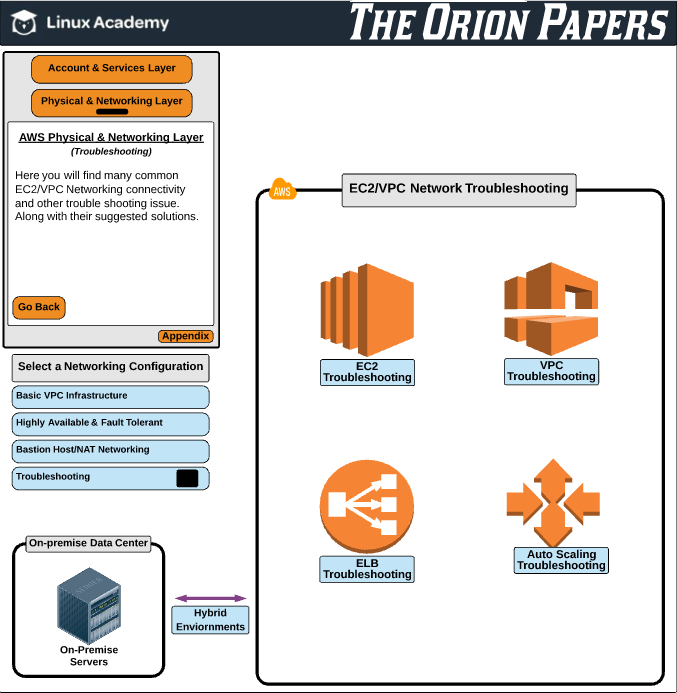 Linux Academy
THE ORION PAPERS
Account & Services Layer
Physical & Networking Layer
AWS Physical & Networking Layer
(Troubleshooting)
Here you will find many common
EC2/VPC Networking connectivity
and other trouble shooting issue.
Along with their suggested solutions.
Go Back
Appendix
Select a Networking Configuration
Basic VPC Infrastructure
Highly Available & Fault Tolerant
Bastion Host/NAT Networking
Troubleshooting
On-premise Data Center
On-Premise
Servers
Hybrid
Enviornments
AWS
EC2/VPC Network Troubleshooting
EC2
Troubleshooting
VPC
Troubleshooting
ELB
Troubleshooting
Auto Scaling
Troubleshooting